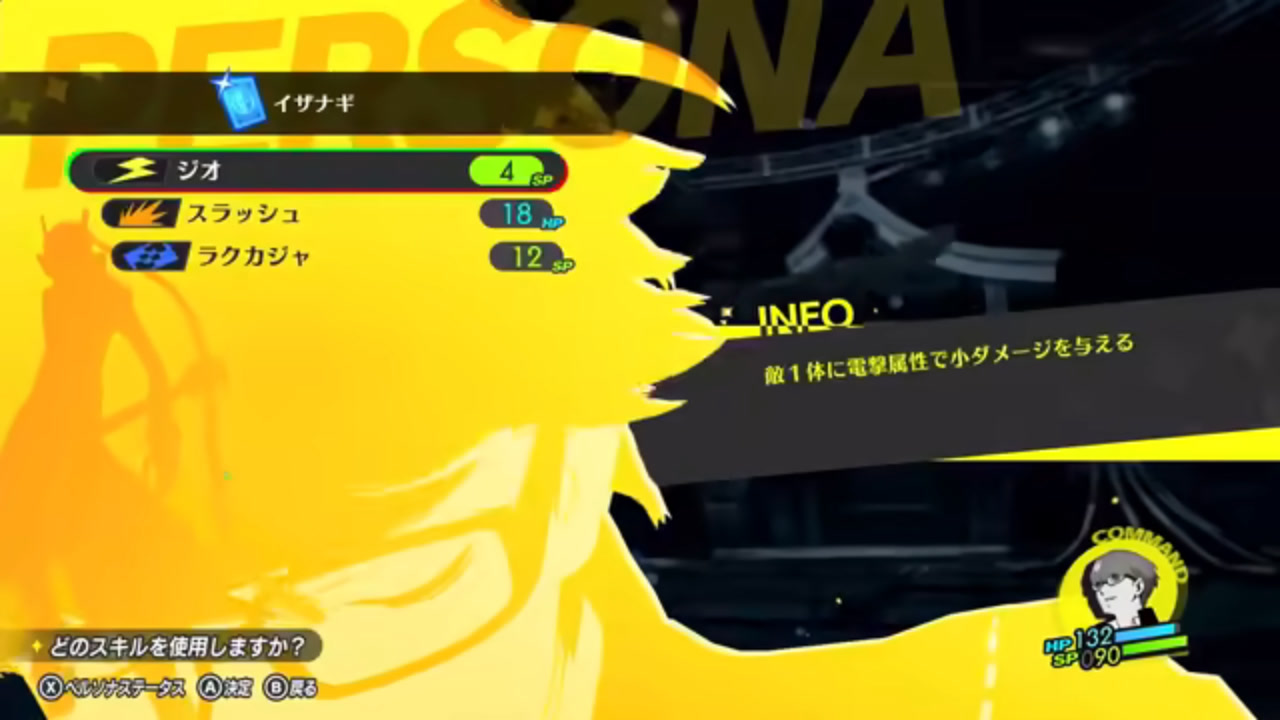 PERSONA
イザナギ
ジオ 4 SP
スラッシュ 18 HP
ラクカジャ 12 SP
INFO
敵1体に電撃属性で小ダメージを与える
COMMAND
HP 132
SP 090
どのスキルを使用しますか？
X ペルソナステータス A 決定 B 戻る